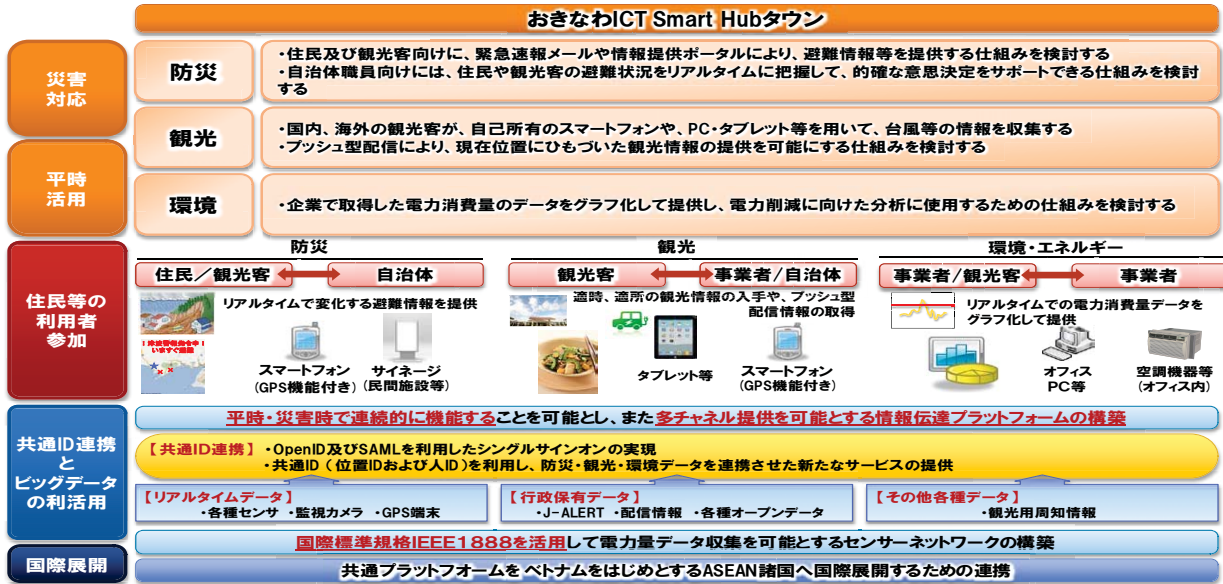 おきなわICT Smart Hubタウン
災害
対応
防災
・住民及び観光客向けに、緊急速報メールや情報提供ポータルにより、避難情報等を提供する仕組みを検討する
・自治体職員向けには、住民や観光客の避難状況をリアルタイムに把握して、的確な意思決定をサポートできる仕組みを検討
する
平時
活用
観光
・国内、海外の観光客が、自己所有のスマートフォンや、PC・タブレット等を用いて、台風等の情報を収集する
・プッシュ型配信により、現在位置にひもづいた観光情報の提供を可能にする仕組みを検討する
環境
・企業で取得した電力消費量のデータをグラフ化して提供し、電力削減に向けた分析に使用するための仕組みを検討する
住民等の
利用者
参加
防災
住民／観光客
自治体
リアルタイムで変化する避難情報を提供
いますぐ避難
スマートフォン
(GPS機能付き)
サイネージ
(民間施設等)
観光
観光客
事業者/自治体
適時、適所の観光情報の入手や、プッシュ型
配信情報の取得
タブレット等
スマートフォン
(GPS機能付き)
環境・エネルギー
事業者/観光客
事業者
リアルタイムでの電力消費量データを
グラフ化して提供
オフィス
PC等
空調機器等
(オフィス内)
共通ID連携
と
ビッグデータ
の利活用
平時・災害時で連続的に機能することを可能とし、また多チャネル提供を可能とする情報伝達プラットフォームの構築
【共通ID連携】 ・OpenID及びSAMLを利用したシングルサインオンの実現
・共通ID（位置IDおよび人ID）を利用し、防災・観光・環境データを連携させた新たなサービスの提供
【リアルタイムデータ】
・各種センサ ・監視カメラ ・GPS端末
【行政保有データ】
・J-ALERT ・配信情報 ・各種オープンデータ
【その他各種データ】
・観光用周知情報
国際標準規格IEEE1888を活用して電力量データ収集を可能とするセンサーネットワークの構築
国際展開
共通プラットフォームをベトナムをはじめとするASEAN諸国へ国際展開するための連携